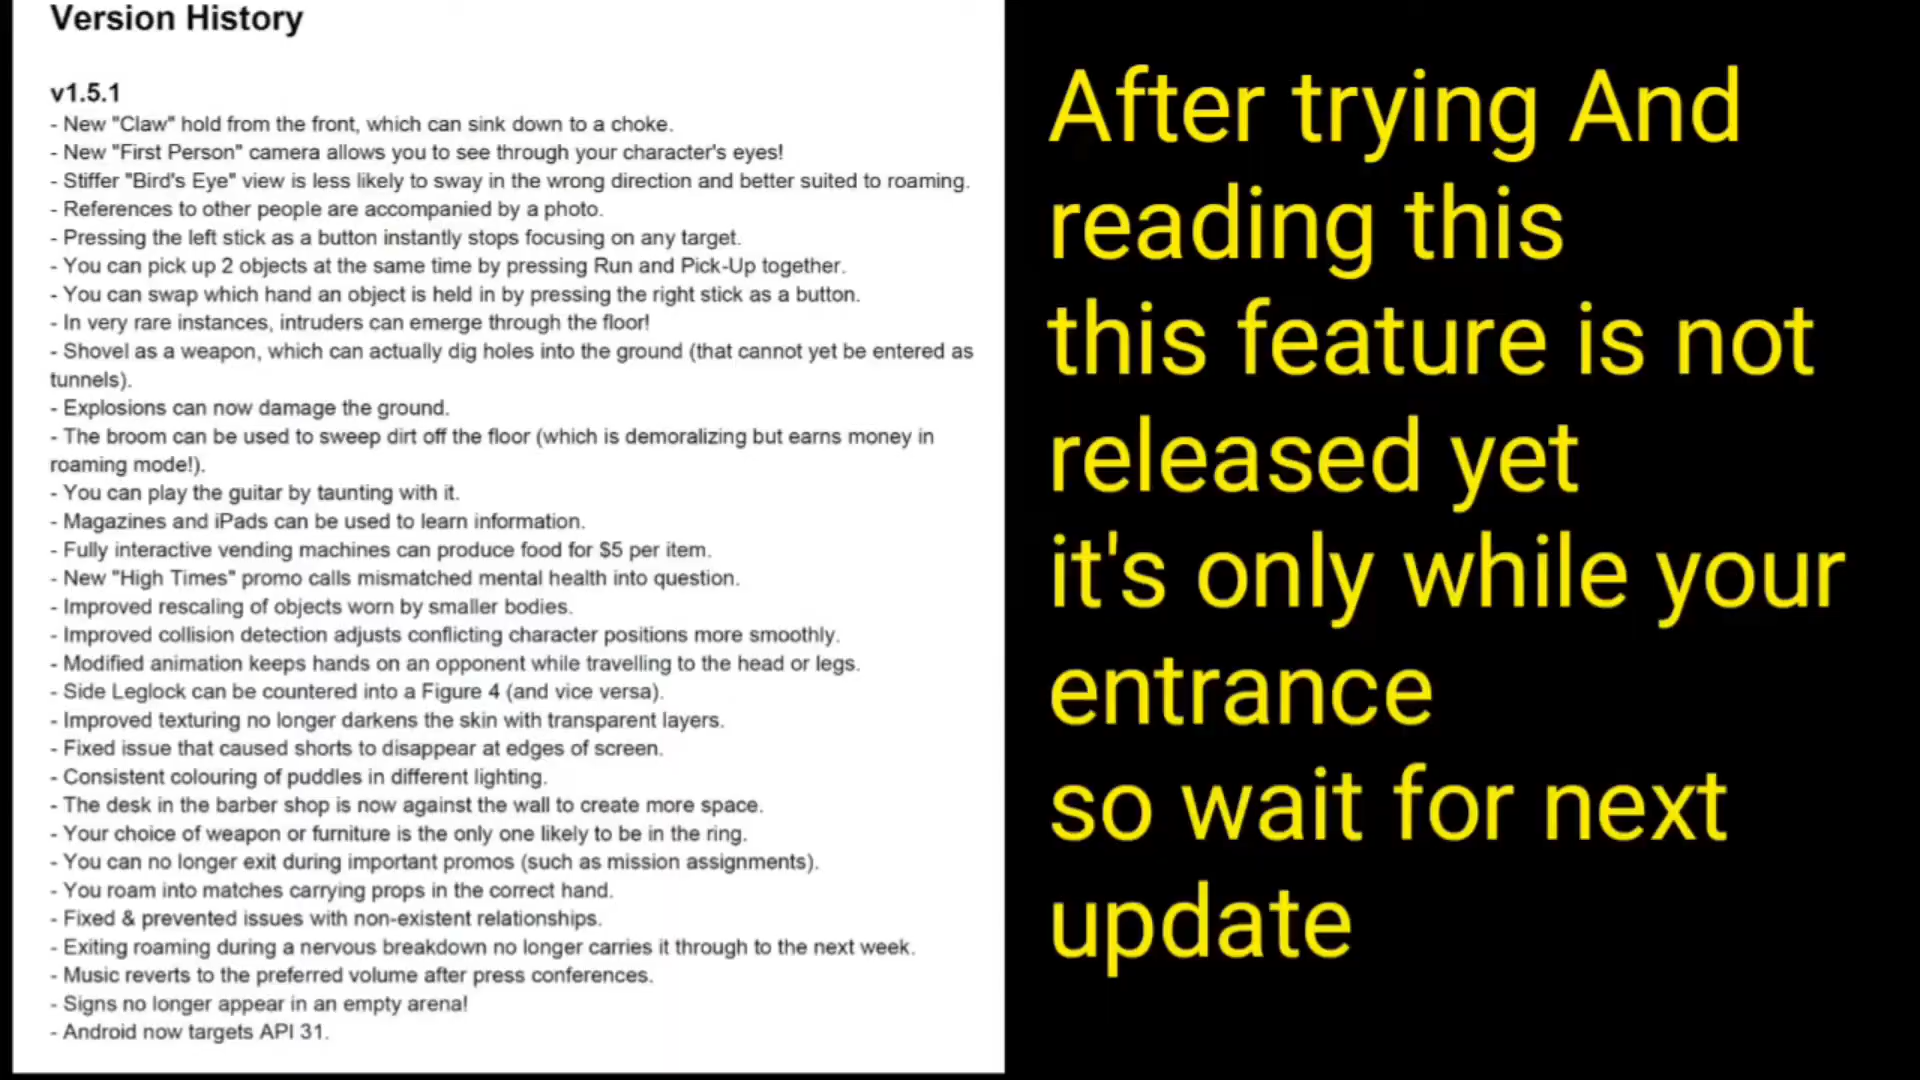 Version History
v1.5.1
- New "Claw" hold from the front, which can sink down to a choke.
- New "First Person" camera allows you to see through your character's eyes!
- Stiffer "Bird's Eye" view is less likely to sway in the wrong direction and better suited to roaming.
- References to other people are accompanied by a photo.
- Pressing the left stick as a button instantly stops focusing on any target.
- You can pick up 2 objects at the same time by pressing Run and Pick-Up together.
- You can swap which hand an object is held in by pressing the right stick as a button.
- In very rare instances, intruders can emerge through the floor!
- Shovel as a weapon, which can actually dig holes into the ground (that cannot yet be entered as
tunnels).
- Explosions can now damage the ground.
- The broom can be used to sweep dirt off the floor (which is demoralizing but earns money in
roaming mode!).
- You can play the guitar by taunting with it.
- Magazines and iPads can be used to learn information.
- Fully interactive vending machines can produce food for $5 per item.
- New "High Times" promo calls mismatched mental health into question.
- Improved rescaling of objects worn by smaller bodies.
- Improved collision detection adjusts conflicting character positions more smoothly.
- Modified animation keeps hands on an opponent while travelling to the head or legs.
- Side Leglock can be countered into a Figure 4 (and vice versa).
- Improved texturing no longer darkens the skin with transparent layers.
- Fixed issue that caused shorts to disappear at edges of screen.
- Consistent colouring of puddles in different lighting.
- The desk in the barber shop is now against the wall to create more space.
- Your choice of weapon or furniture is the only one likely to be in the ring.
- You can no longer exit during important promos (such as mission assignments).
- You roam into matches carrying props in the correct hand.
- Fixed & prevented issues with non-existent relationships.
- Exiting roaming during a nervous breakdown no longer carries it through to the next week.
- Music reverts to the preferred volume after press conferences.
- Signs no longer appear in an empty arena!
- Android now targets API 31.
After trying And
reading this
this feature is not
released yet
it's only while your
entrance
so wait for next
update